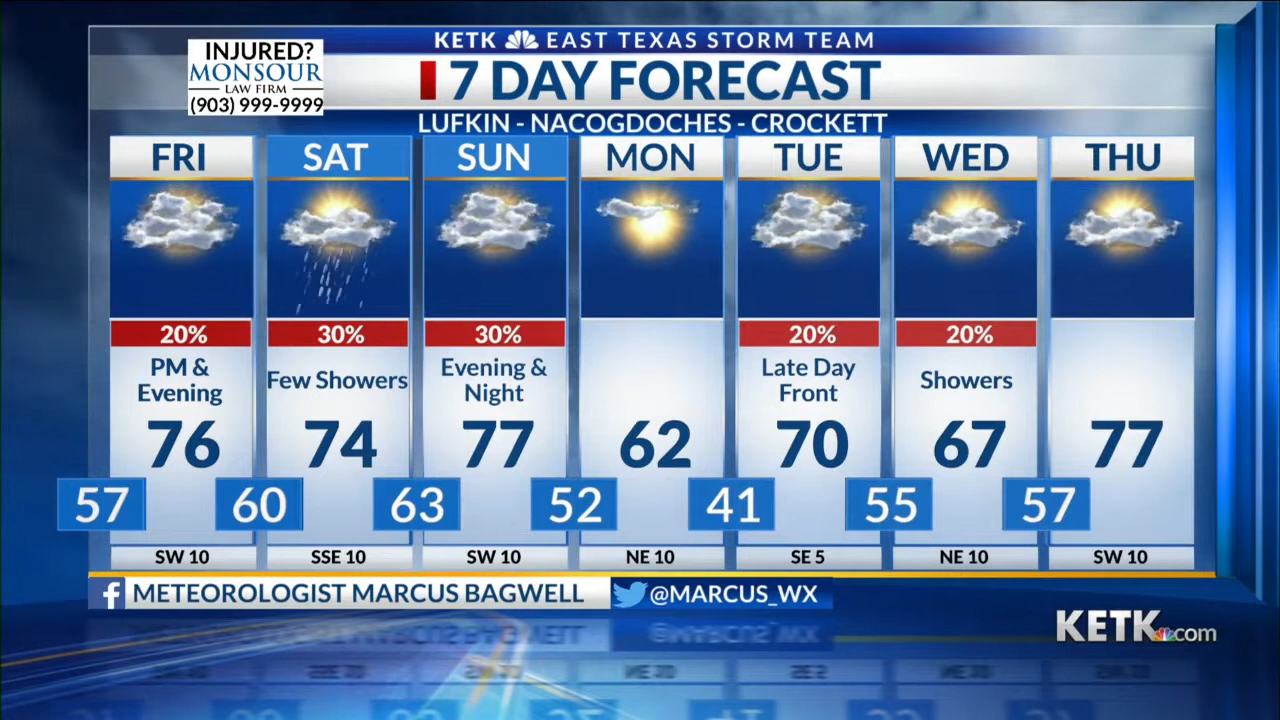 KETK EAST TEXAS STORM TEAM
INJURED?
MONSOUR
LAW FIRM
(903) 999-9999
7 DAY FORECAST
LUFKIN - NACOGDOCHES - CROCKETT
FRI SAT SUN MON TUE WED THU
20% 30% 30% 20% 20%
PM &
Evening
Few Showers
Evening &
Night
Late Day
Front
Showers
76 74 77 62 70 67 77
57 60 63 52 41 55 57
SW 10 SSE 10 SW 10 NE 10 SE 5 NE 10 SW 10
f METEOROLOGIST MARCUS BAGWELL @MARCUS_WX
KETK.com